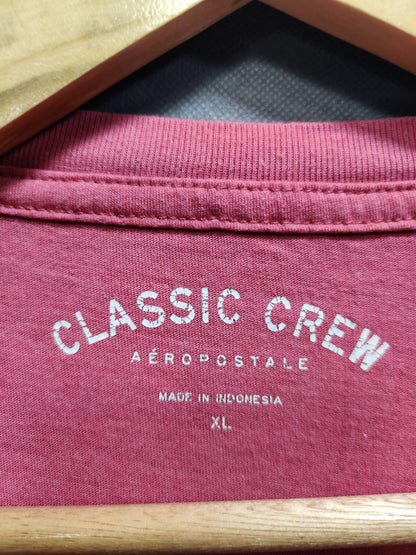 CLASSIC CREW
AÉROPOSTALE
MADE IN INDONESIA
XL